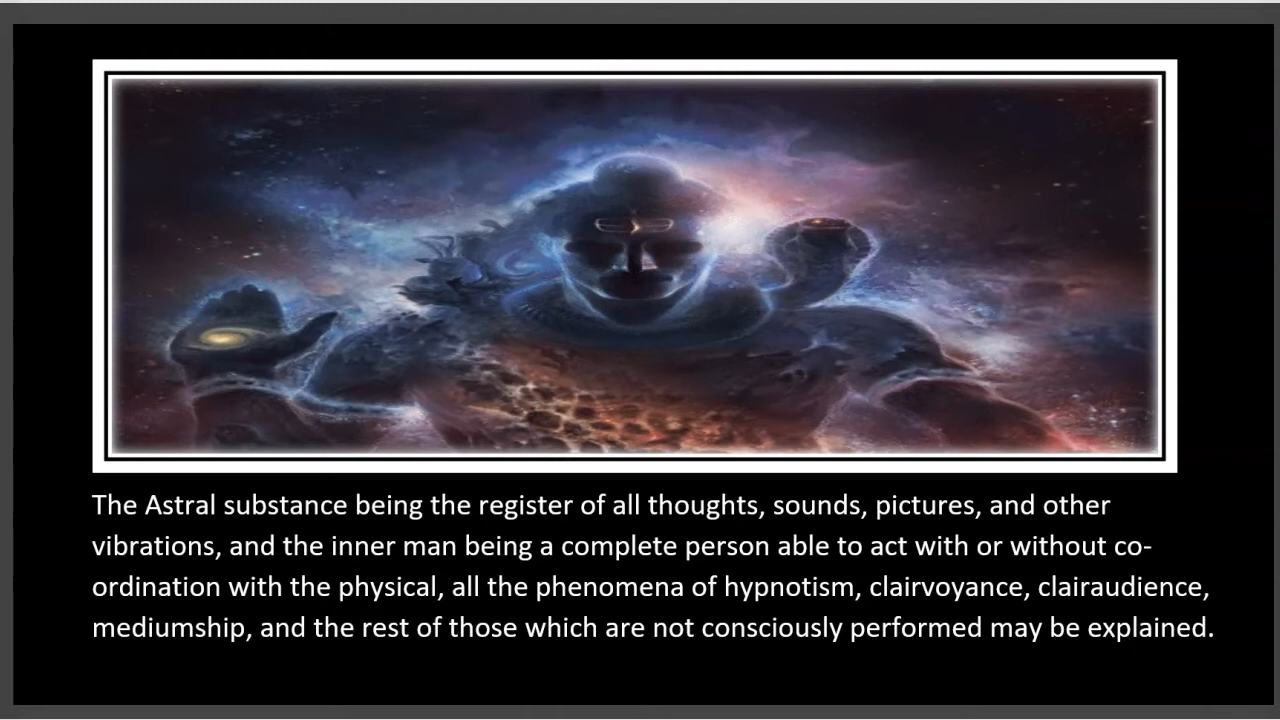 The Astral substance being the register of all thoughts, sounds, pictures, and other
vibrations, and the inner man being a complete person able to act with or without co-
ordination with the physical, all the phenomena of hypnotism, clairvoyance, clairaudience,
mediumship, and the rest of those which are not consciously performed may be explained.